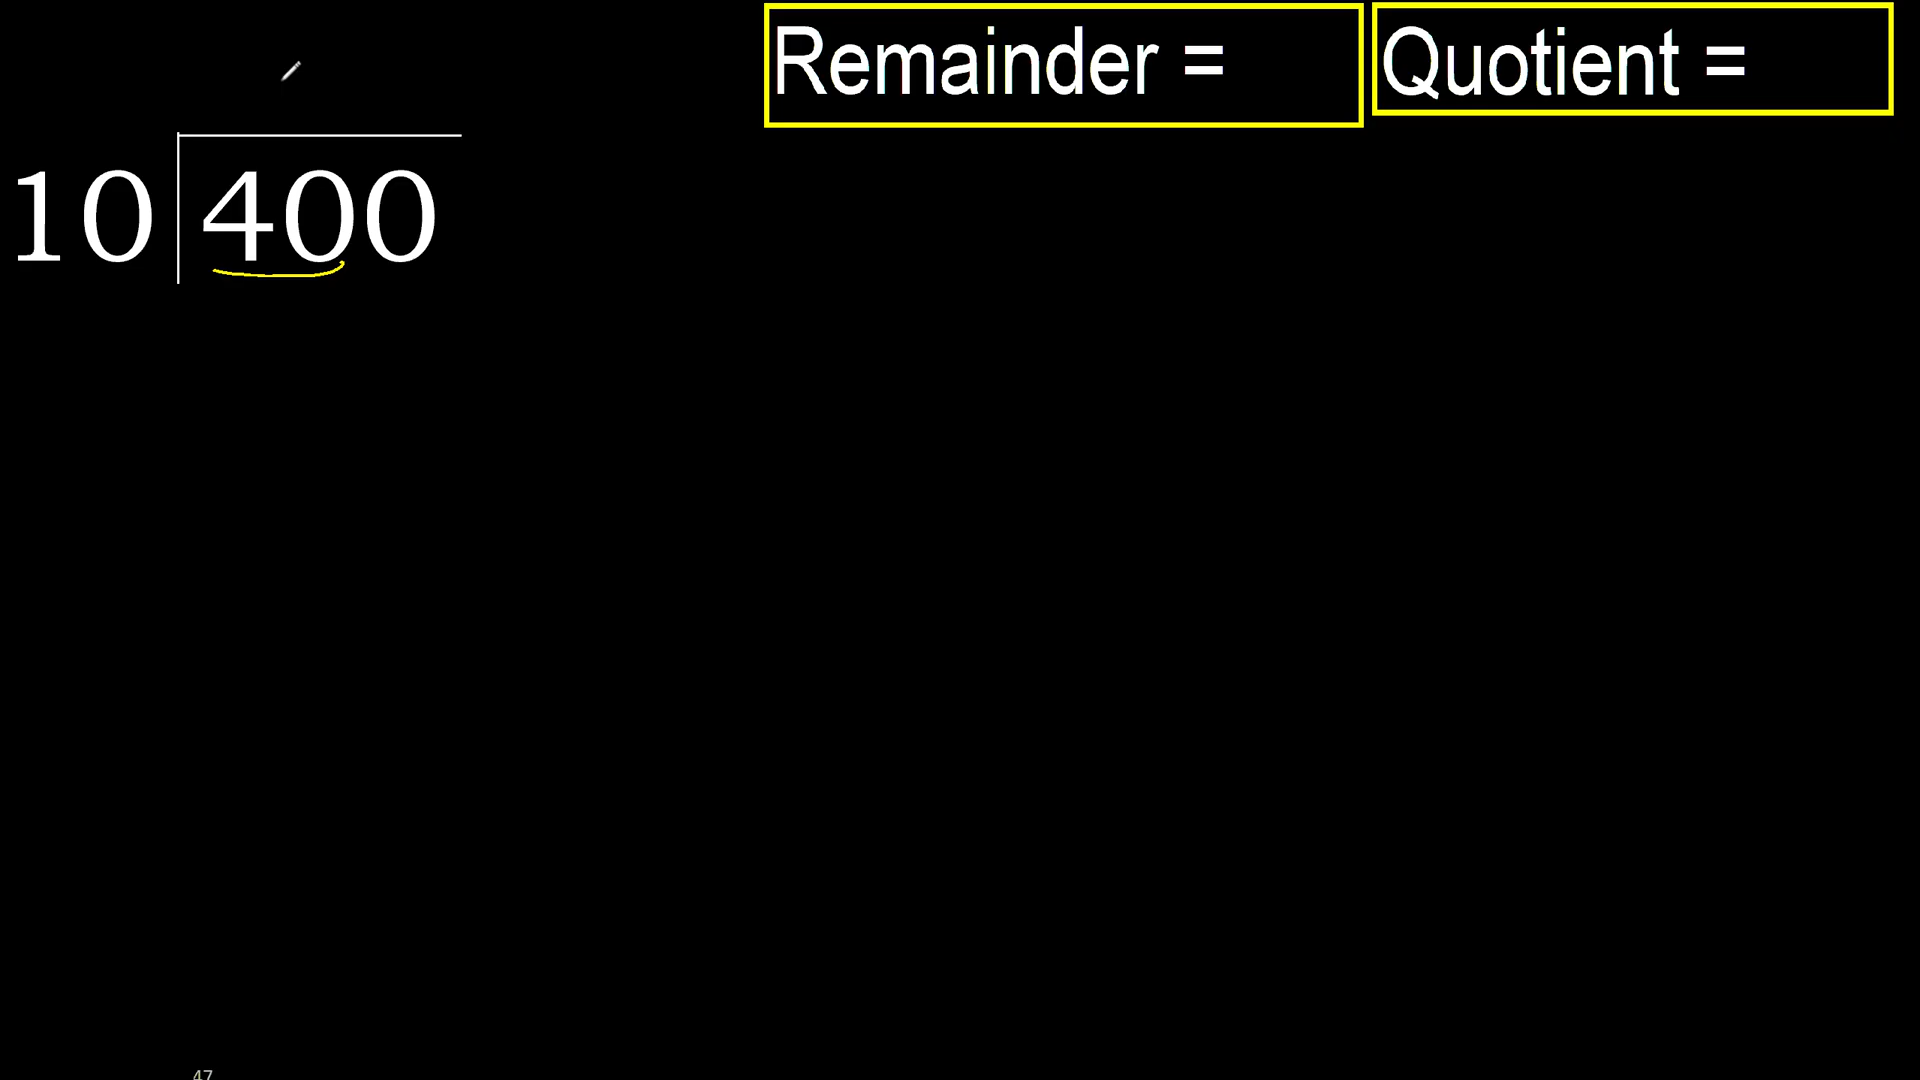 Remainder = Quotient =
10 400
47